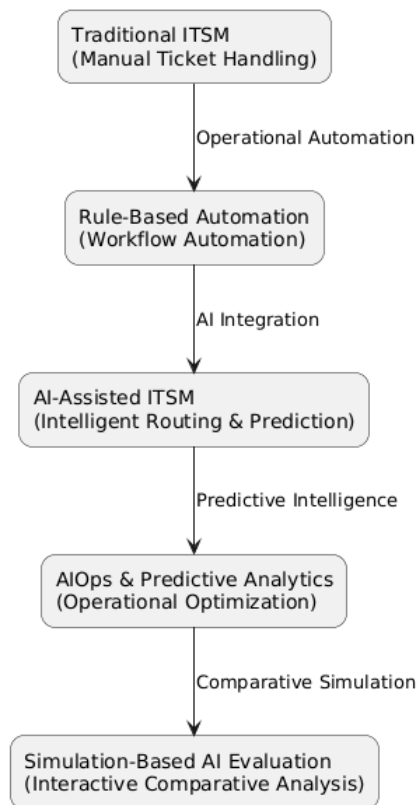 Traditional ITSM
(Manual Ticket Handling)
Operational Automation
Rule-Based Automation
(Workflow Automation)
AI Integration
AI-Assisted ITSM
(Intelligent Routing & Prediction)
Predictive Intelligence
AIOps & Predictive Analytics
(Operational Optimization)
Comparative Simulation
Simulation-Based AI Evaluation
(Interactive Comparative Analysis)